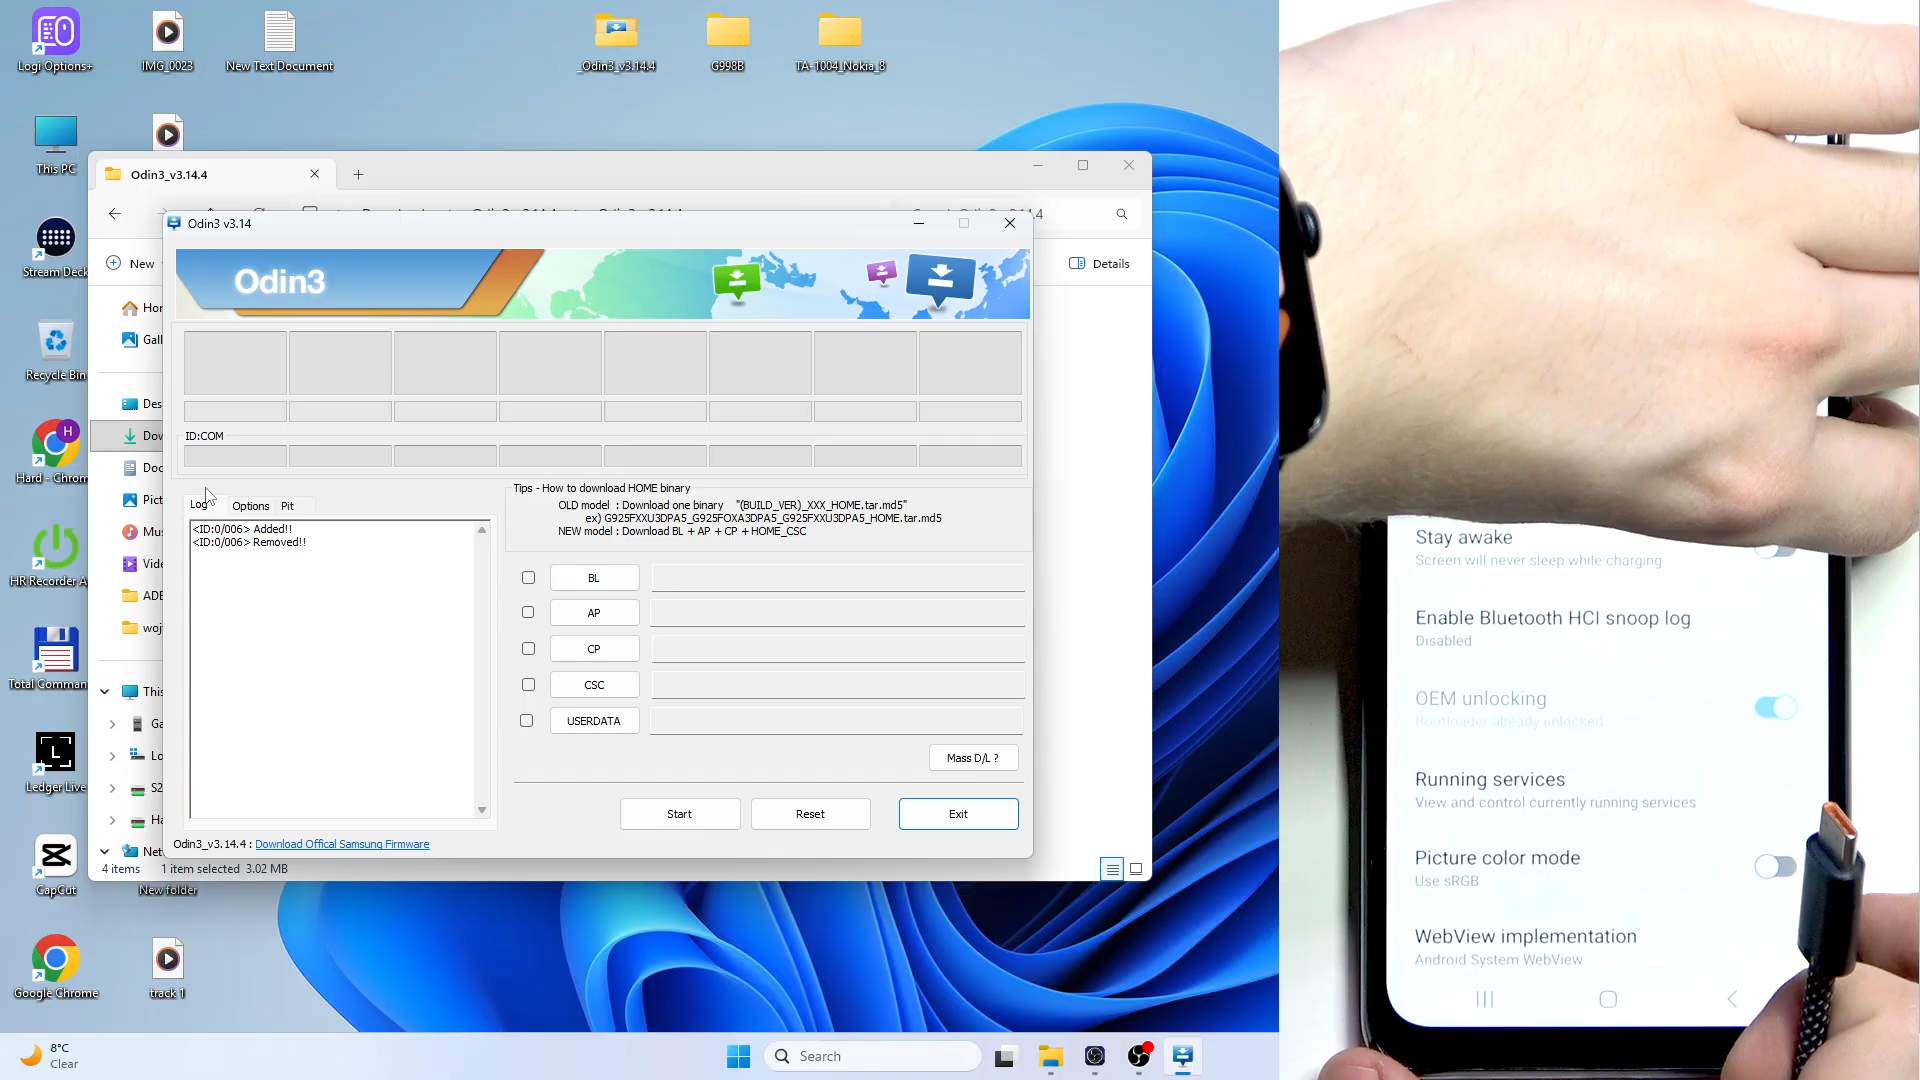 Logi Options+
IMG_0023
New Text Document
_Odin3_v3.14.4
G998B
TA-1004_Nokia_8
This PC
Stream Deck
Recycle Bin
Hard - Chrom
HR Recorder A
Total Comman
Ledger Live
CapCut
New folder
Google Chrome
track 1
Odin3_v3.14.4
New
Details
Odin3 v3.14
Odin3
ID:COM
Log
Options
Pit
<ID:0/006> Added!!
<ID:0/006> Removed!!
Tips - How to download HOME binary
OLD model : Download one binary "(BUILD_VER)_XXX_HOME.tar.md5"
ex) G925FXXU3DPA5_G925FOXA3DPA5_G925FXXU3DPA5_HOME.tar.md5
NEW model : Download BL + AP + CP + HOME_CSC
BL
AP
CP
CSC
USERDATA
Mass D/L ?
Start
Reset
Exit
Odin3_v3.14.4 : Download Offical Samsung Firmware
Hor
Gall
Des
Dov
Doc
Pict
Mus
Vide
ADE
woj
This
Ga
Lo
S2
Ha
Net
4 items
1 item selected 3.02 MB
8°C
Clear
Search
Stay awake
Screen will never sleep while charging
Enable Bluetooth HCI snoop log
Disabled
OEM unlocking
Bootloader already unlocked
Running services
View and control currently running services
Picture color mode
Use sRGB
WebView implementation
Android System WebView